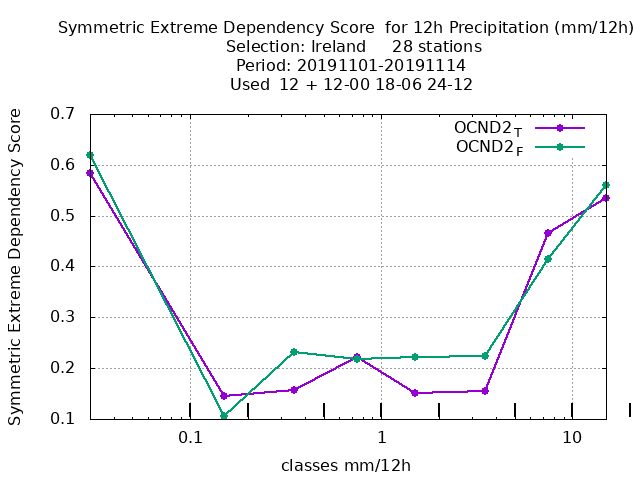 Symmetric Extreme Dependency Score  for 12h Precipitation (mm/12h)
Selection: Ireland     28 stations
Period: 20191101-20191114
Used  12 + 12-00 18-06 24-12
OCND2T
OCND2F
Symmetric Extreme Dependency Score
0.7
0.6
0.5
0.4
0.3
0.2
0.1
0.1 1 10
classes mm/12h